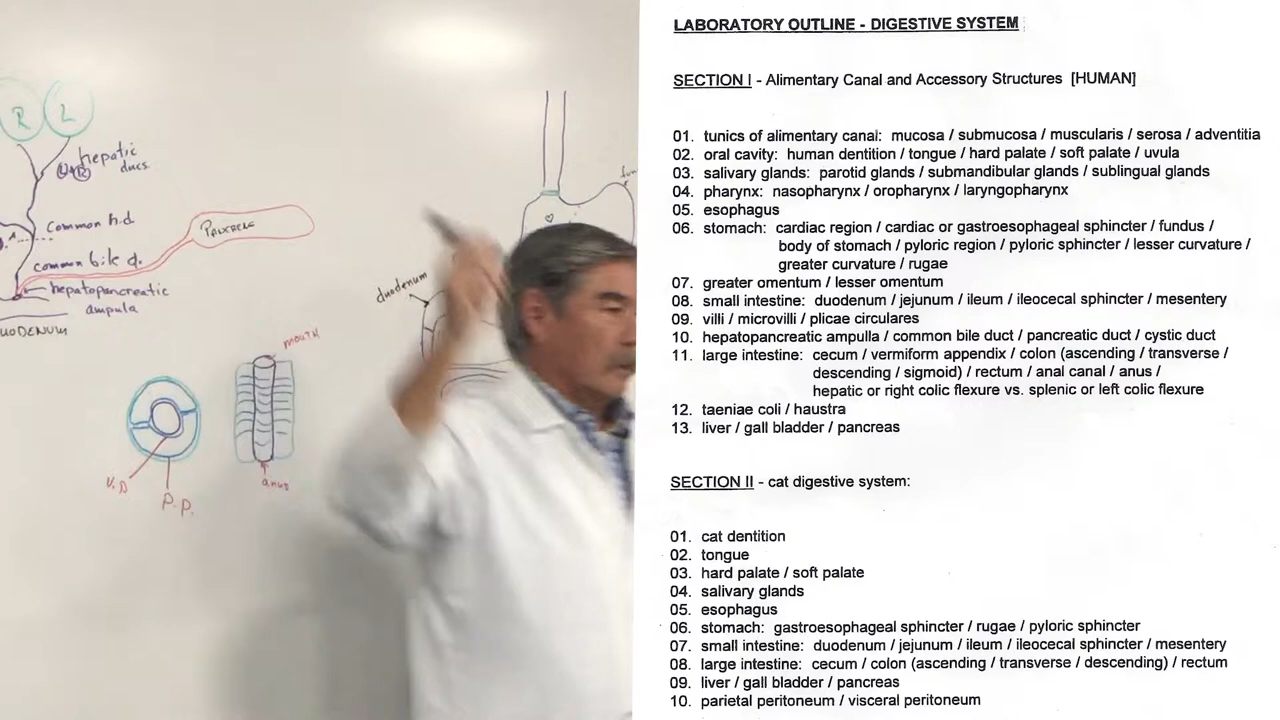 R L
hepatic
ducs
Common h.d.
common bile d.
hepatopancreatic
ampula
PANCREAS
duodenum
mouth
V.P
P.P.
anus
LABORATORY OUTLINE - DIGESTIVE SYSTEM
SECTION I - Alimentary Canal and Accessory Structures [HUMAN]
01. tunics of alimentary canal: mucosa / submucosa / muscularis / serosa / adventitia
02. oral cavity: human dentition / tongue / hard palate / soft palate / uvula
03. salivary glands: parotid glands / submandibular glands / sublingual glands
04. pharynx: nasopharynx / oropharynx / laryngopharynx
05. esophagus
06. stomach: cardiac region / cardiac or gastroesophageal sphincter / fundus /
body of stomach / pyloric region / pyloric sphincter / lesser curvature /
greater curvature / rugae
07. greater omentum / lesser omentum
08. small intestine: duodenum / jejunum / ileum / ileocecal sphincter / mesentery
09. villi / microvilli / plicae circulares
10. hepatopancreatic ampulla / common bile duct / pancreatic duct / cystic duct
11. large intestine: cecum / vermiform appendix / colon (ascending / transverse /
descending / sigmoid) / rectum / anal canal / anus /
hepatic or right colic flexure vs. splenic or left colic flexure
12. taeniae coli / haustra
13. liver / gall bladder / pancreas
SECTION II - cat digestive system:
01. cat dentition
02. tongue
03. hard palate / soft palate
04. salivary glands
05. esophagus
06. stomach: gastroesophageal sphincter / rugae / pyloric sphincter
07. small intestine: duodenum / jejunum / ileum / ileocecal sphincter / mesentery
08. large intestine: cecum / colon (ascending / transverse / descending) / rectum
09. liver / gall bladder / pancreas
10. parietal peritoneum / visceral peritoneum